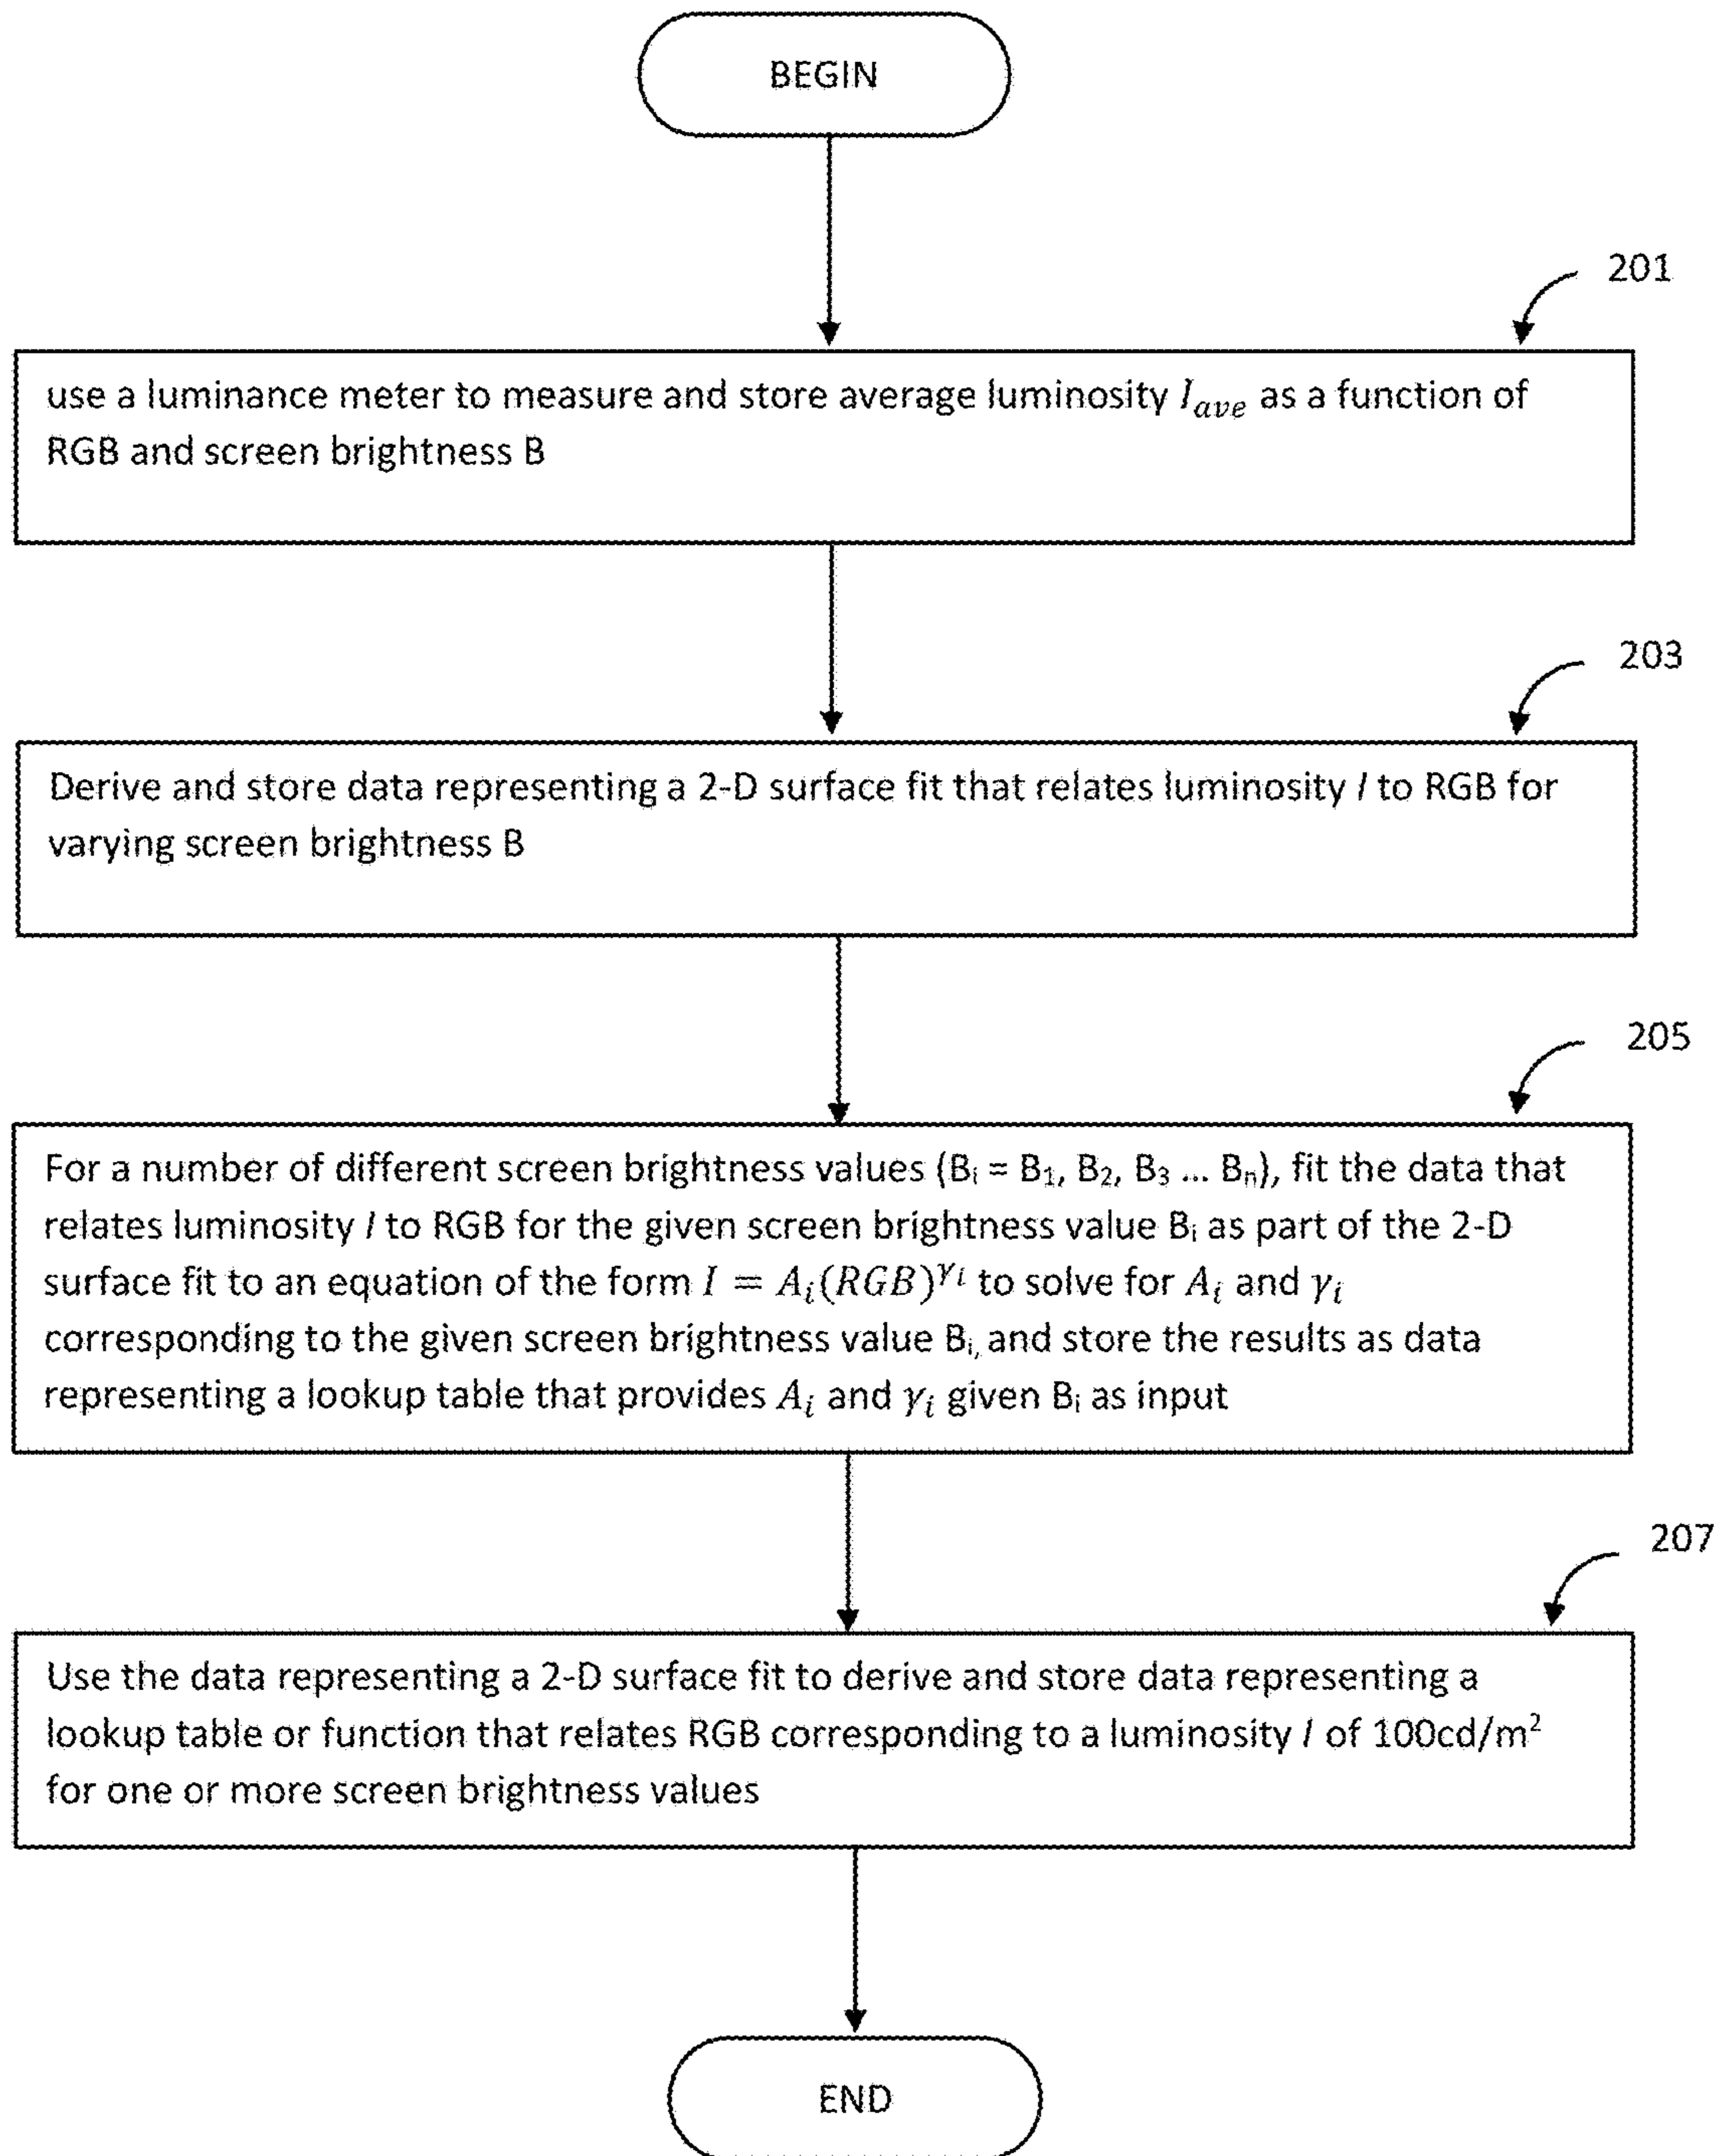 BEGIN
201
use a luminance meter to measure and store average luminosity I_ave as a function of
RGB and screen brightness B
203
Derive and store data representing a 2-D surface fit that relates luminosity I to RGB for
varying screen brightness B
205
For a number of different screen brightness values (Bᵢ = B₁, B₂, B₃ ... Bₙ), fit the data that
relates luminosity I to RGB for the given screen brightness value Bᵢ as part of the 2-D
surface fit to an equation of the form I = Aᵢ(RGB)^γᵢ to solve for Aᵢ and γᵢ
corresponding to the given screen brightness value Bᵢ, and store the results as data
representing a lookup table that provides Aᵢ and γᵢ given Bᵢ as input
207
Use the data representing a 2-D surface fit to derive and store data representing a
lookup table or function that relates RGB corresponding to a luminosity I of 100cd/m²
for one or more screen brightness values
END